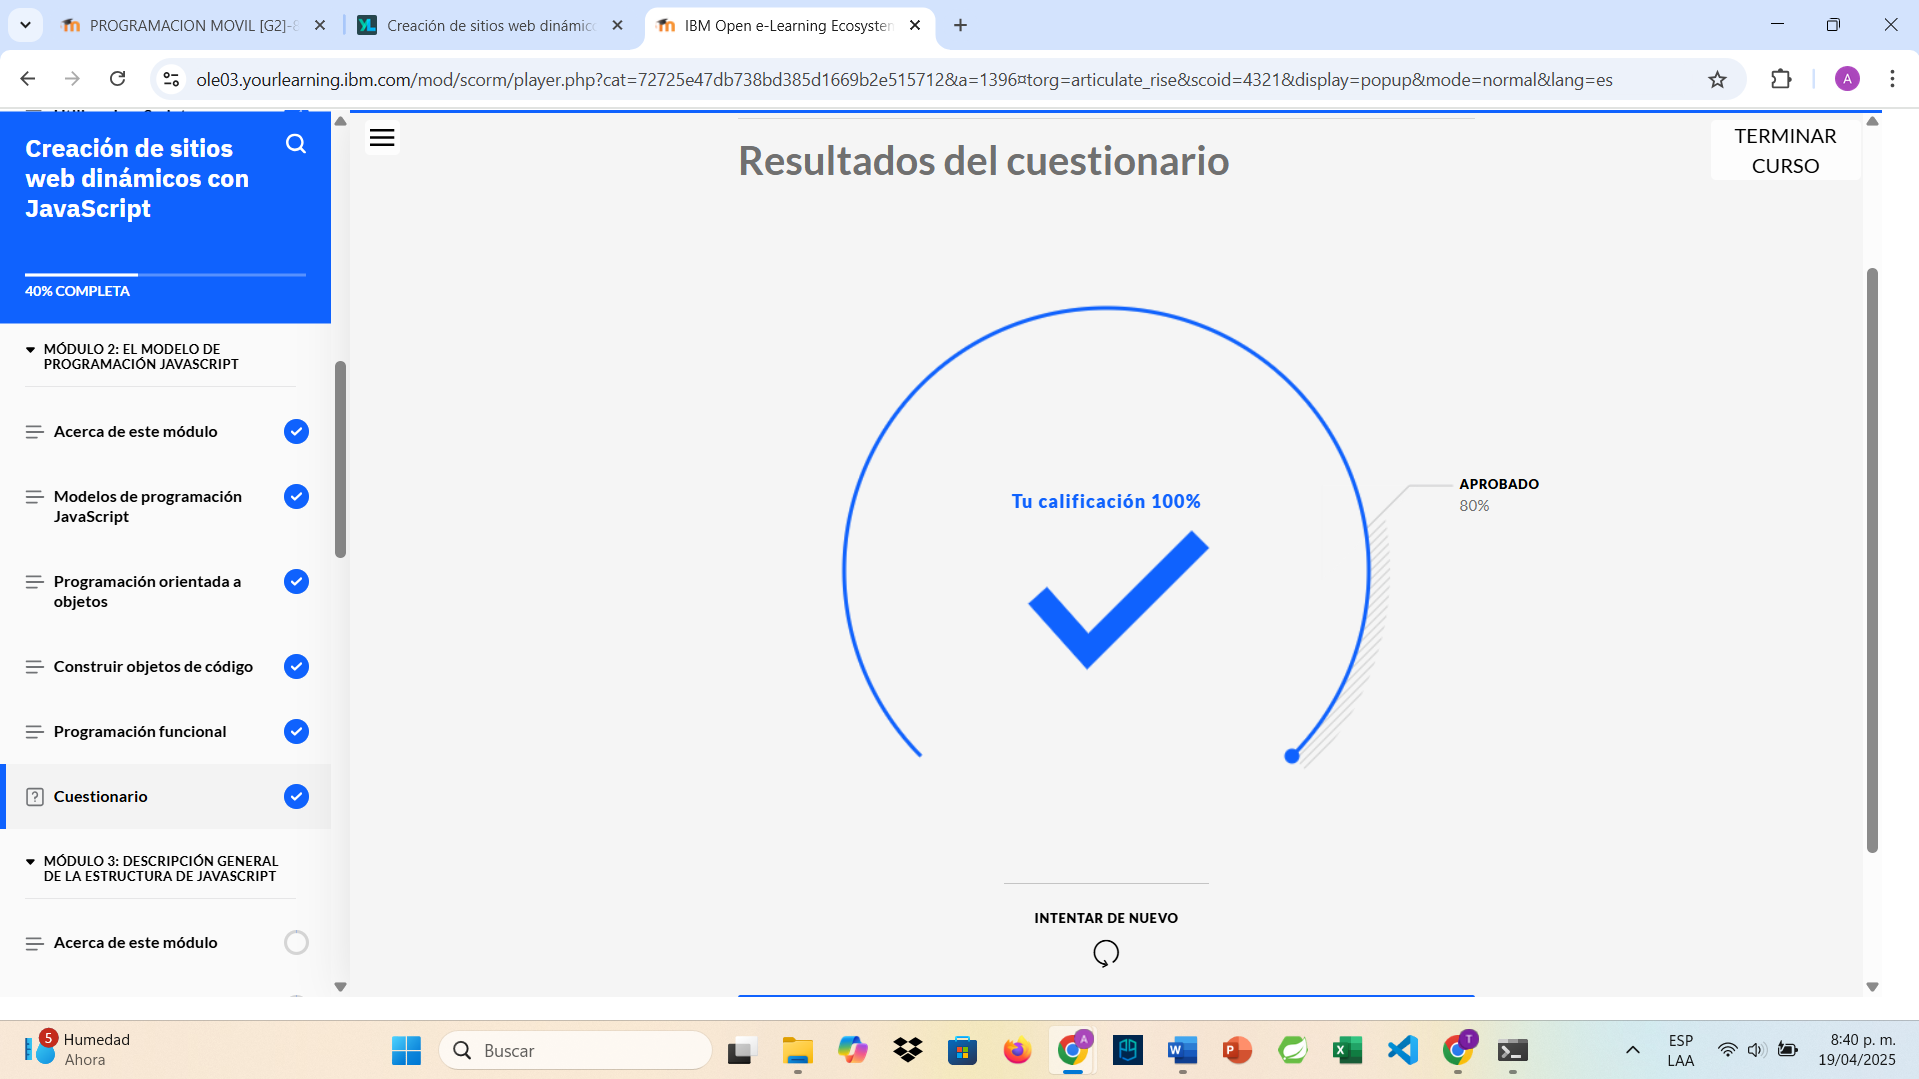 PROGRAMACION MOVIL [G2]-8
Creación de sitios web dinámico
IBM Open e-Learning Ecosystem
ole03.yourlearning.ibm.com/mod/scorm/player.php?cat=72725e47db738bd385d1669b2e515712&a=1396¤torg=articulate_rise&scoid=4321&display=popup&mode=normal&lang=es
A
Creación de sitios
web dinámicos con
JavaScript
40% COMPLETA
MÓDULO 2: EL MODELO DE
PROGRAMACIÓN JAVASCRIPT
Acerca de este módulo
Modelos de programación
JavaScript
Programación orientada a
objetos
Construir objetos de código
Programación funcional
Cuestionario
MÓDULO 3: DESCRIPCIÓN GENERAL
DE LA ESTRUCTURA DE JAVASCRIPT
Acerca de este módulo
Resultados del cuestionario
TERMINAR
CURSO
Tu calificación 100%
APROBADO
80%
INTENTAR DE NUEVO
5
Humedad
Ahora
Buscar
A
T
ESP
LAA
8:40 p. m.
19/04/2025